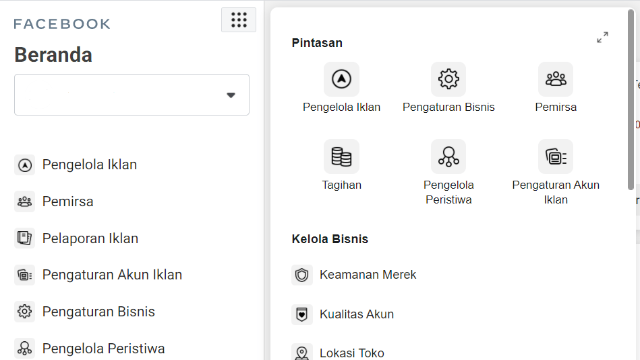 FACEBOOK
Beranda
Pengelola Iklan
Pemirsa
Pelaporan Iklan
Pengaturan Akun Iklan
Pengaturan Bisnis
Pengelola Peristiwa
Pintasan
Pengelola Iklan
Pengaturan Bisnis
Pemirsa
Tagihan
Pengelola
Peristiwa
Pengaturan Akun
Iklan
Kelola Bisnis
Keamanan Merek
Kualitas Akun
Lokasi Toko